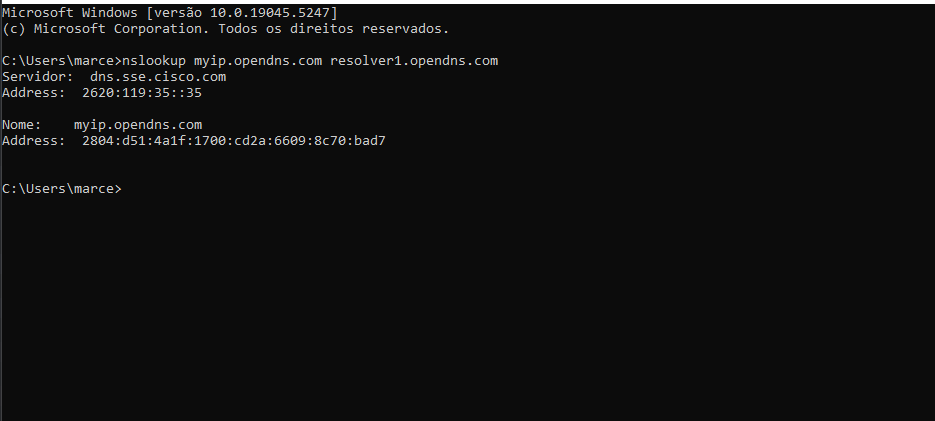 Microsoft Windows [versão 10.0.19045.5247]
(c) Microsoft Corporation. Todos os direitos reservados.
C:\Users\marce>nslookup myip.opendns.com resolver1.opendns.com
Servidor:  dns.sse.cisco.com
Address:  2620:119:35::35
Nome:    myip.opendns.com
Address:  2804:d51:4a1f:1700:cd2a:6609:8c70:bad7
C:\Users\marce>